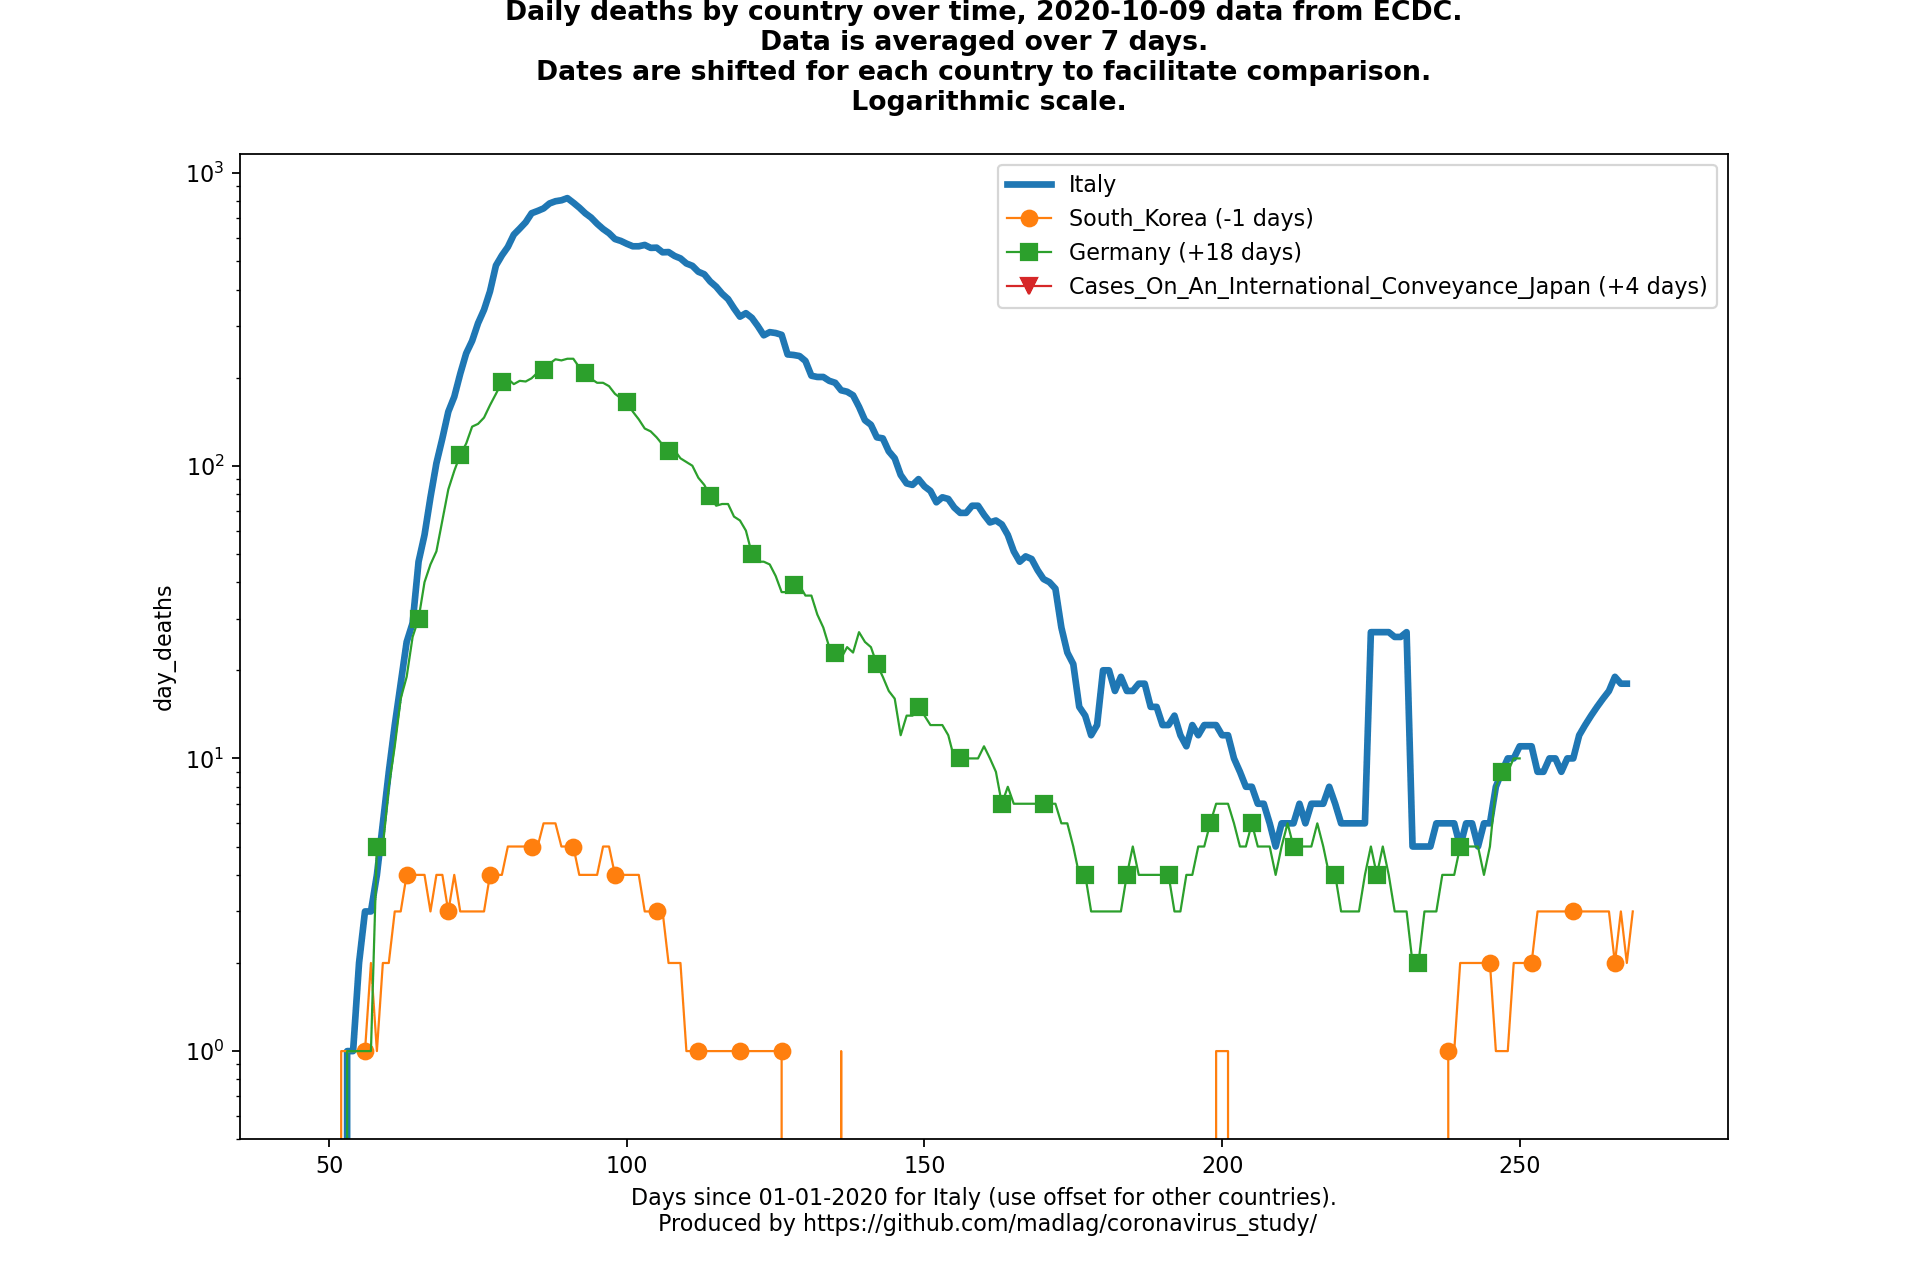 Daily deaths by country over time, 2020-10-09 data from ECDC.
Data is averaged over 7 days.
Dates are shifted for each country to facilitate comparison.
Logarithmic scale.
10³
10²
10¹
10⁰
day_deaths
Italy
South_Korea (-1 days)
Germany (+18 days)
Cases_On_An_International_Conveyance_Japan (+4 days)
50 100 150 200 250
Days since 01-01-2020 for Italy (use offset for other countries).
Produced by https://github.com/madlag/coronavirus_study/